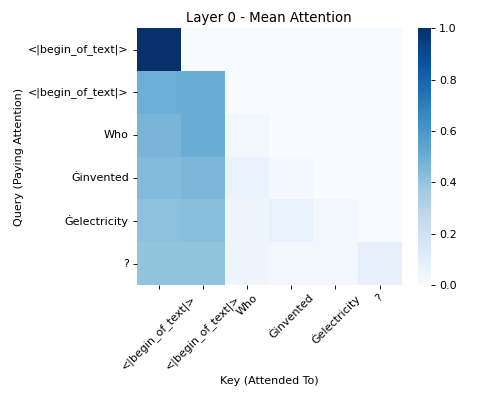 Layer 0 - Mean Attention
Query (Paying Attention)
<|begin_of_text|>
<|begin_of_text|>
Who
Ġinvented
Ġelectricity
?
<|begin_of_text|>
<|begin_of_text|>
Who
Ġinvented
Ġelectricity
?
Key (Attended To)
1.0
0.8
0.6
0.4
0.2
0.0